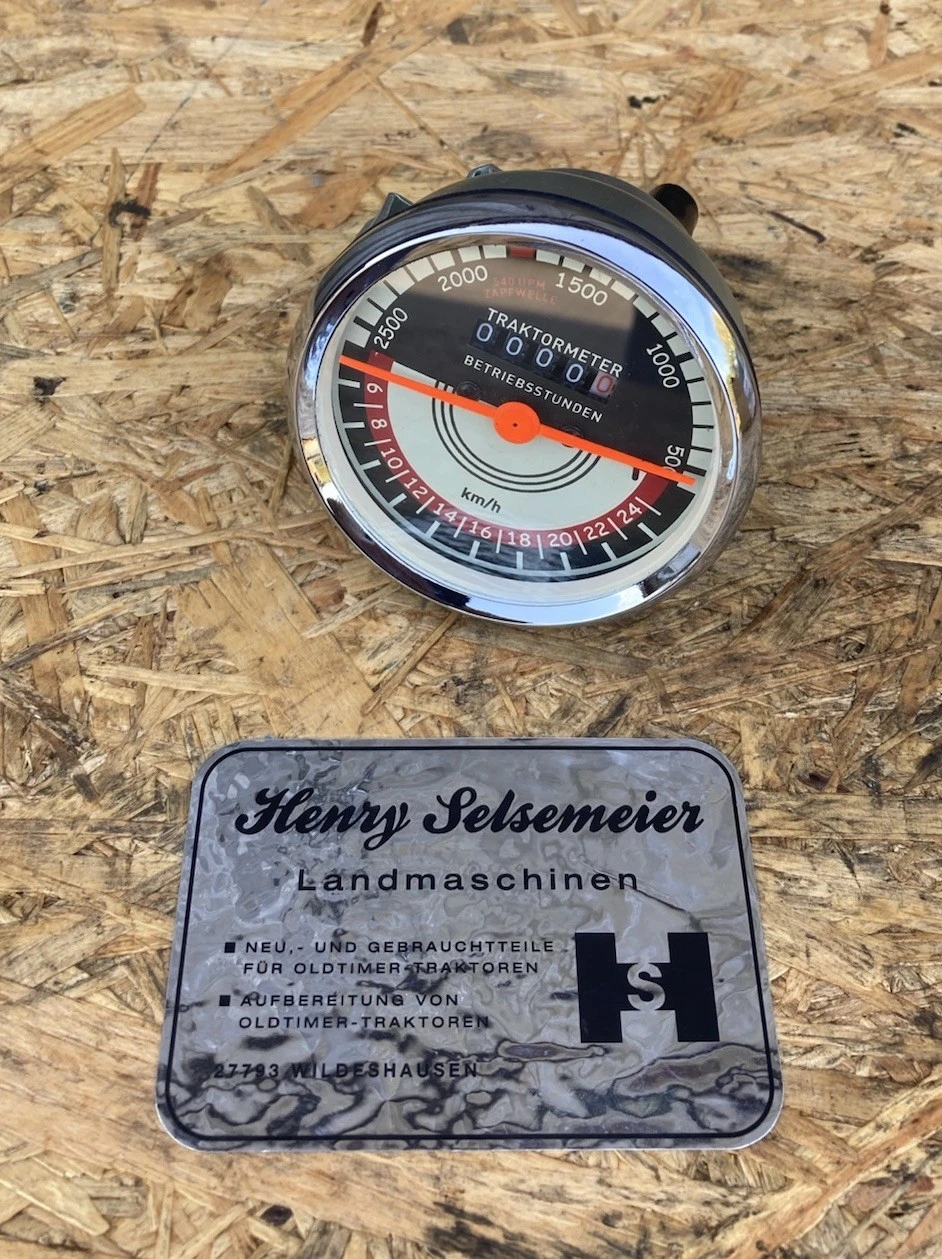 2000
1500
540 UPM
ZAPFWELLE
2500
TRAKTORMETER
1000
00000
BETRIEBSSTUNDEN
500
6 8 10 12 14 16 18 20 22 24
km/h
Henry Selsemeier
Landmaschinen
■ NEU,- UND GEBRAUCHTTEILE
FÜR OLDTIMER-TRAKTOREN
■ AUFBEREITUNG VON
OLDTIMER-TRAKTOREN
HS
27793 WILDESHAUSEN